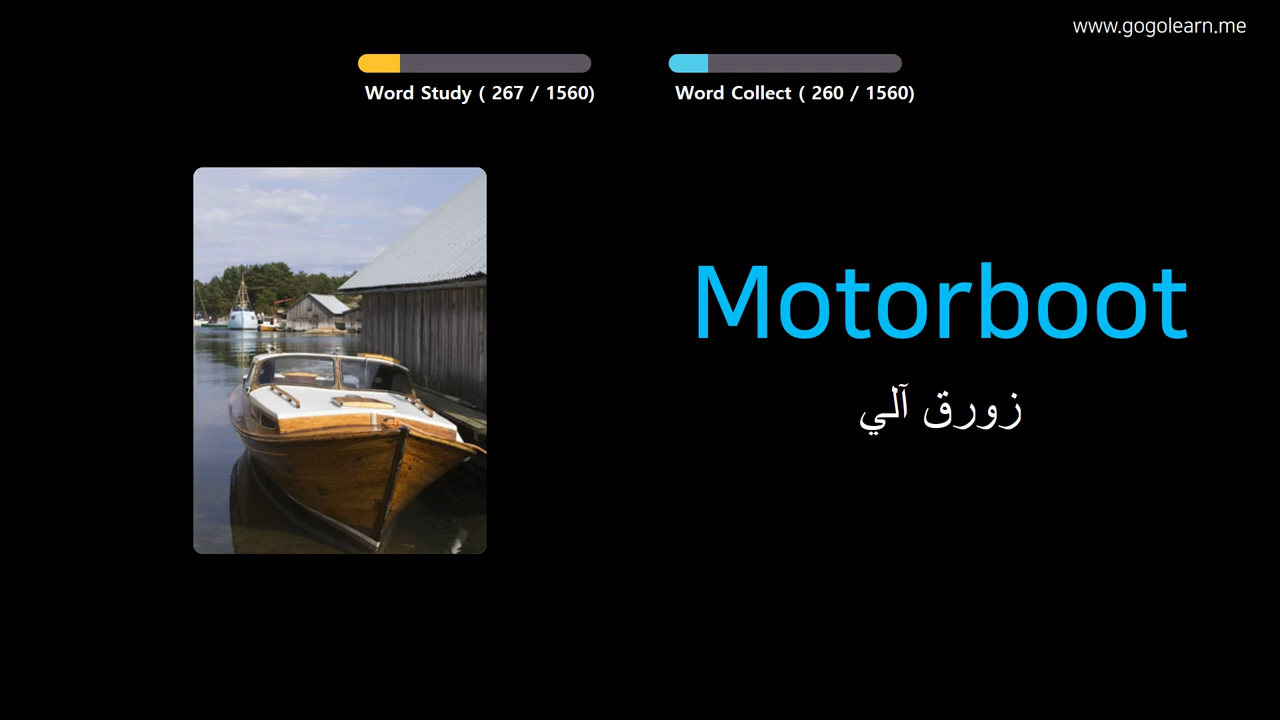 www.gogolearn.me
Word Study ( 267 / 1560)
Word Collect ( 260 / 1560)
Motorboot
زورق آلي